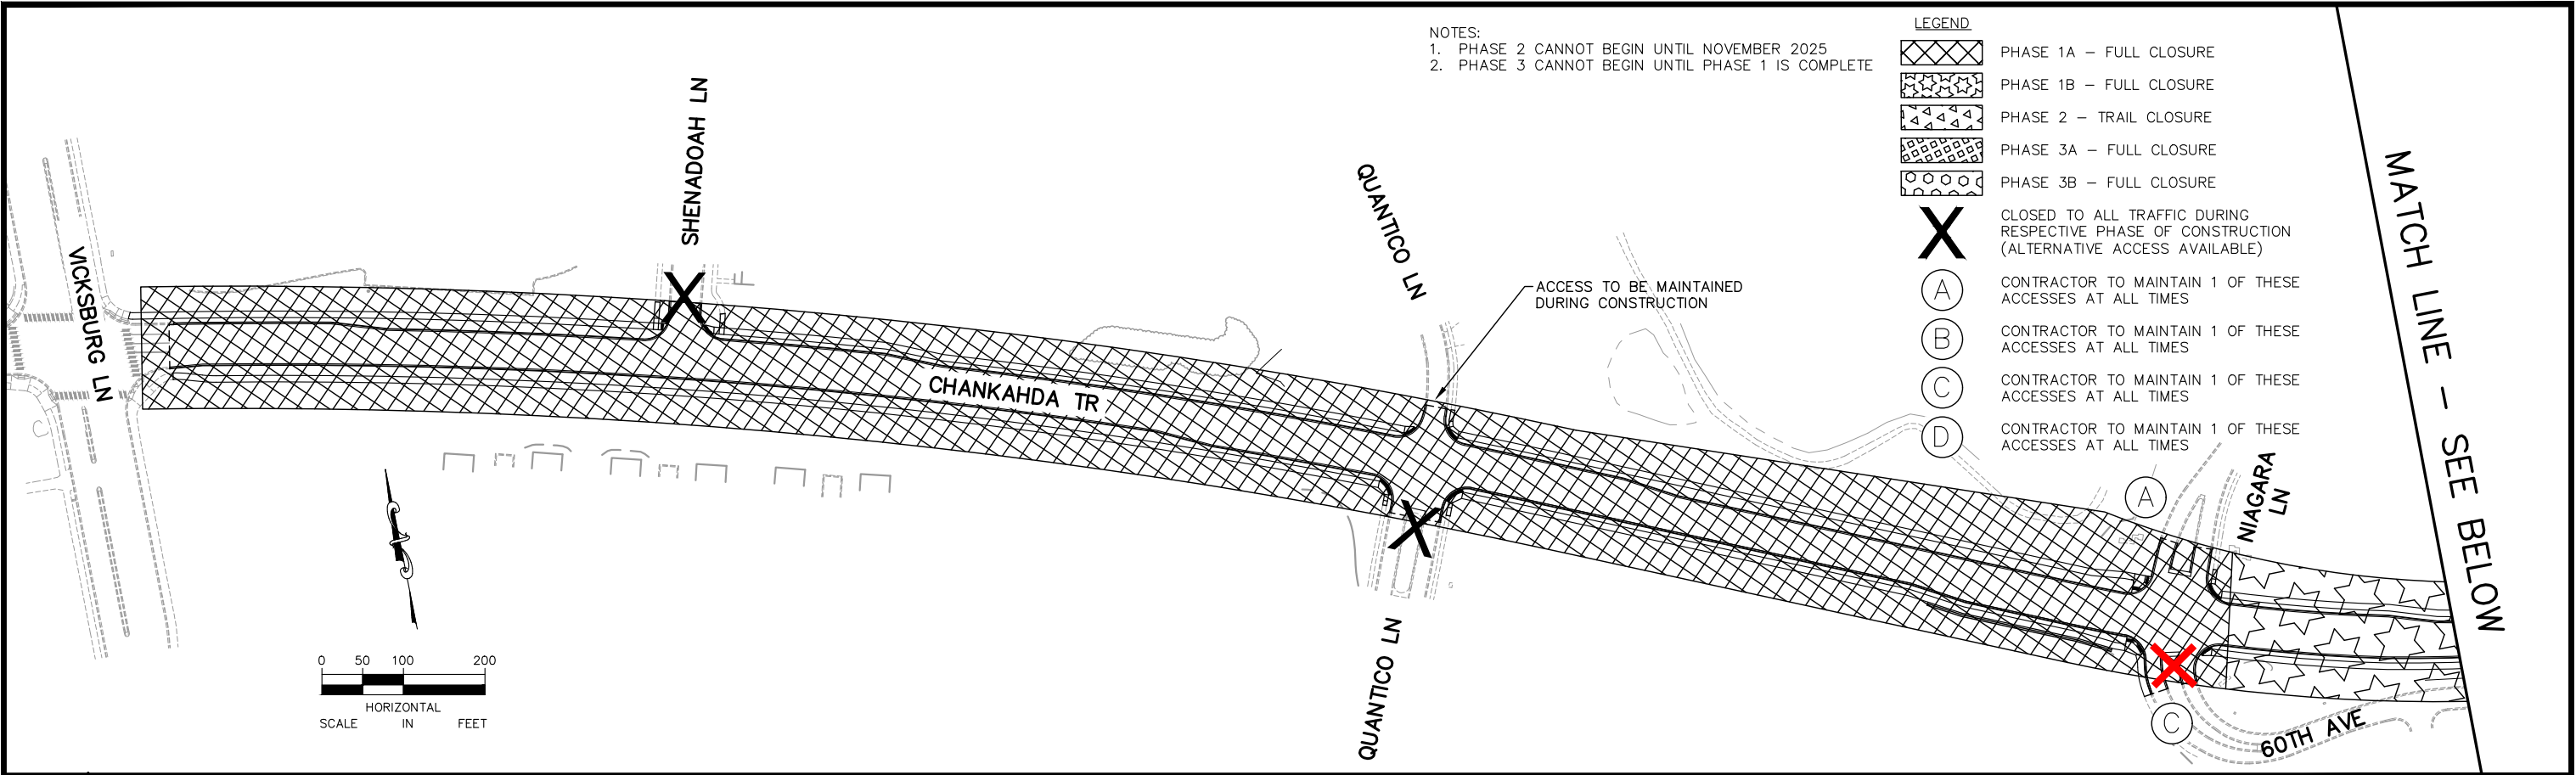 NOTES:
1. PHASE 2 CANNOT BEGIN UNTIL NOVEMBER 2025
2. PHASE 3 CANNOT BEGIN UNTIL PHASE 1 IS COMPLETE
LEGEND
PHASE 1A – FULL CLOSURE
PHASE 1B – FULL CLOSURE
PHASE 2 – TRAIL CLOSURE
PHASE 3A – FULL CLOSURE
PHASE 3B – FULL CLOSURE
X
CLOSED TO ALL TRAFFIC DURING
RESPECTIVE PHASE OF CONSTRUCTION
(ALTERNATIVE ACCESS AVAILABLE)
A
CONTRACTOR TO MAINTAIN 1 OF THESE
ACCESSES AT ALL TIMES
B
CONTRACTOR TO MAINTAIN 1 OF THESE
ACCESSES AT ALL TIMES
C
CONTRACTOR TO MAINTAIN 1 OF THESE
ACCESSES AT ALL TIMES
D
CONTRACTOR TO MAINTAIN 1 OF THESE
ACCESSES AT ALL TIMES
MATCH LINE – SEE BELOW
VICKSBURG LN
SHENADOAH LN
X
QUANTICO LN
ACCESS TO BE MAINTAINED
DURING CONSTRUCTION
CHANKAHDA TR
X
QUANTICO LN
A
NIAGARA
LN
X
C
60TH AVE
C
0 50 100 200
HORIZONTAL
SCALE IN FEET